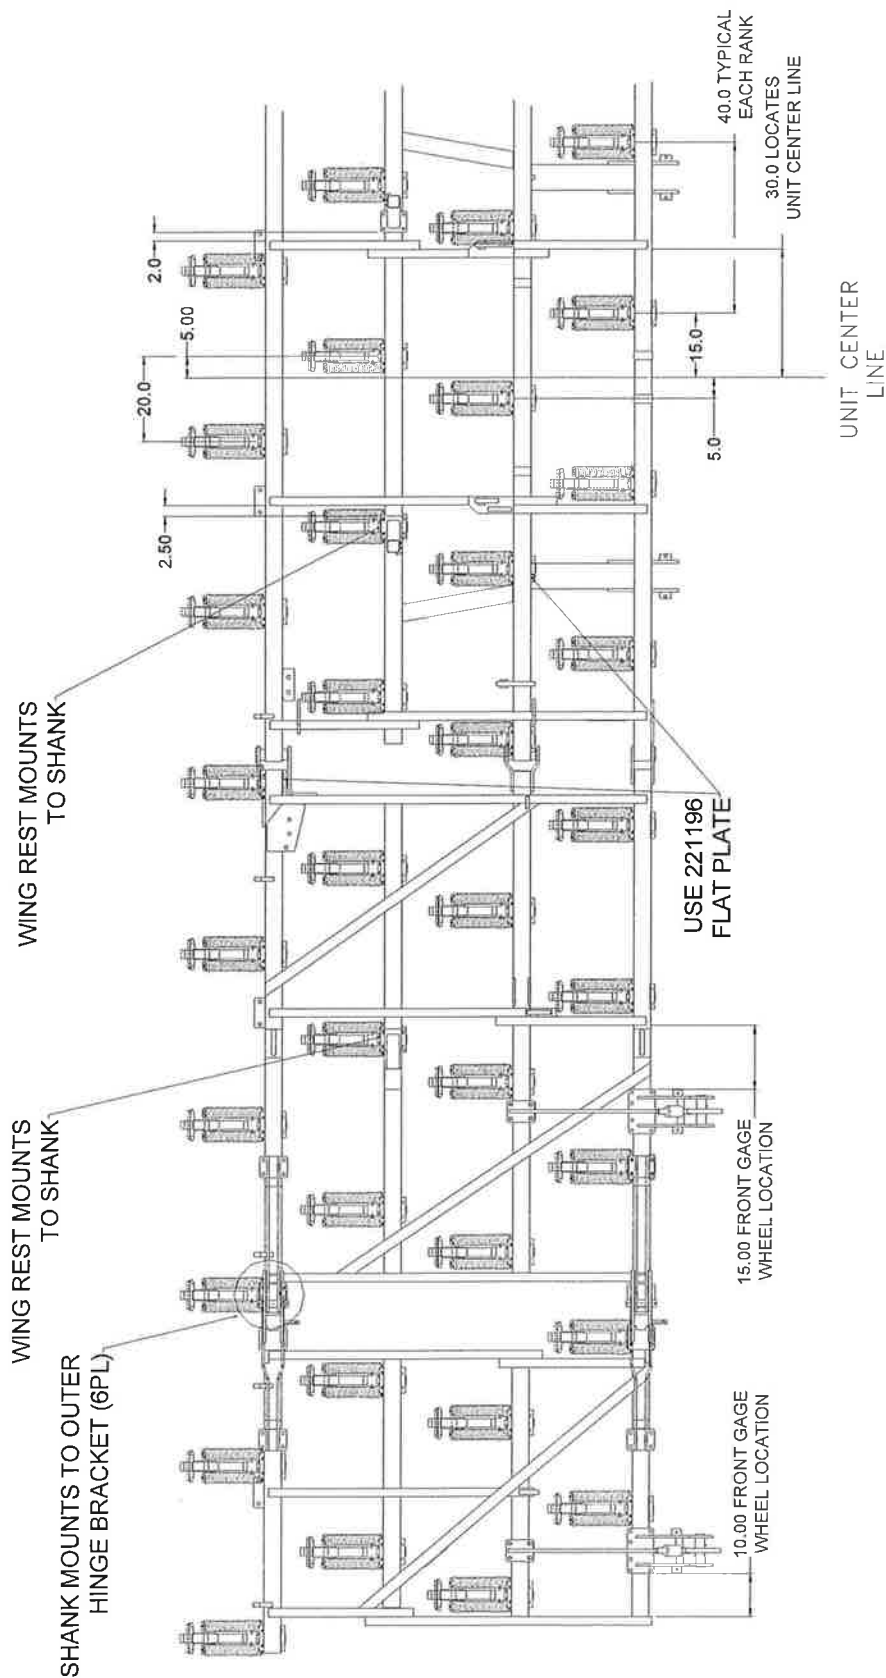 WING REST MOUNTS
TO SHANK
WING REST MOUNTS
TO SHANK
SHANK MOUNTS TO OUTER
HINGE BRACKET (6PL)
2.50
20.0
5.00
2.0
40.0 TYPICAL
EACH RANK
30.0 LOCATES
UNIT CENTER LINE
15.0
5.0
UNIT CENTER
LINE
USE 221196
FLAT PLATE
15.00 FRONT GAGE
WHEEL LOCATION
10.00 FRONT GAGE
WHEEL LOCATION